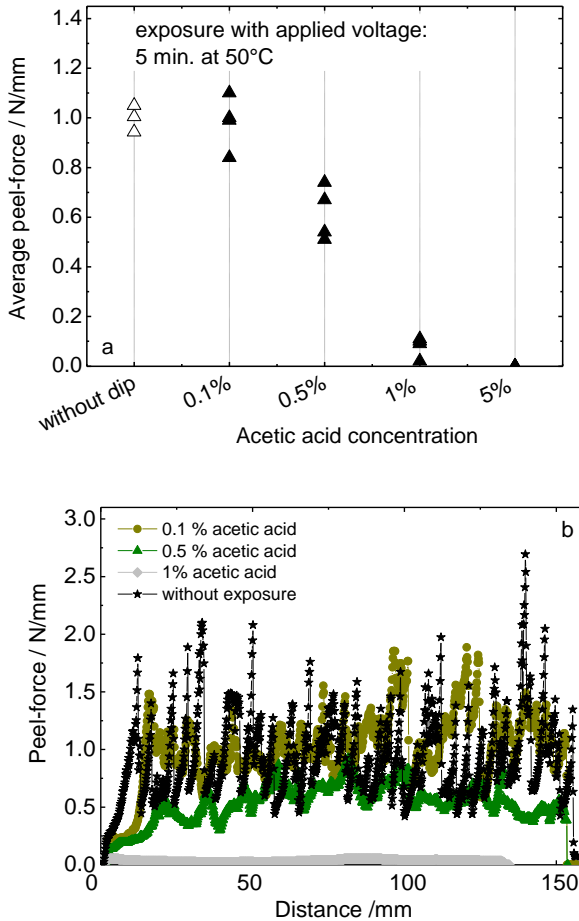 exposure with applied voltage:
5 min. at 50°C
Average peel-force / N/mm
1.4
1.2
1.0
0.8
0.6
0.4
0.2
0.0
a
without dip
0.1%
0.5%
1%
5%
Acetic acid concentration
b
0.1 % acetic acid
0.5 % acetic acid
1% acetic acid
without exposure
Peel-force / N/mm
3.0
2.5
2.0
1.5
1.0
0.5
0.0
0
50
100
150
Distance /mm